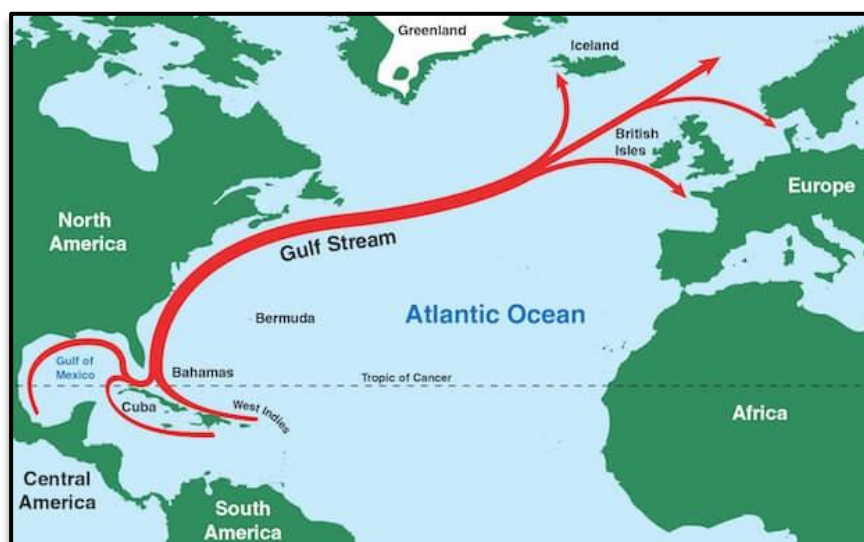 Greenland
Iceland
British
Isles
Europe
North
America
Gulf Stream
Bermuda
Atlantic Ocean
Gulf of
Mexico
Bahamas
Tropic of Cancer
Cuba
West Indies
Africa
Central
America
South
America